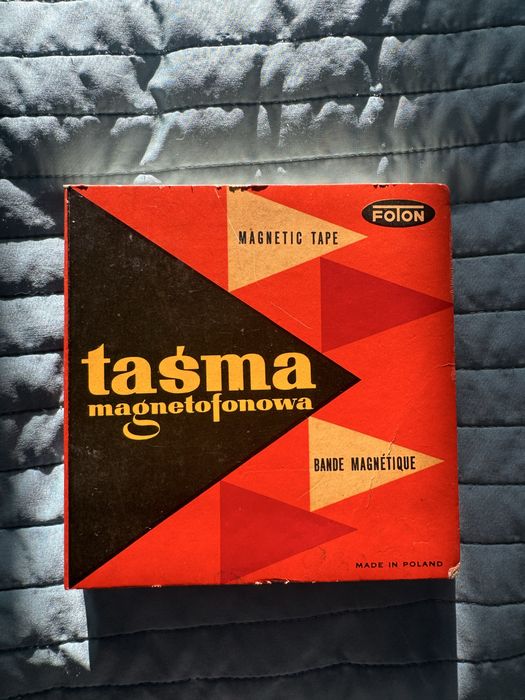 FOTON
MAGNETIC TAPE
taśma
magnetofonowa
BANDE MAGNÉTIQUE
MADE IN POLAND